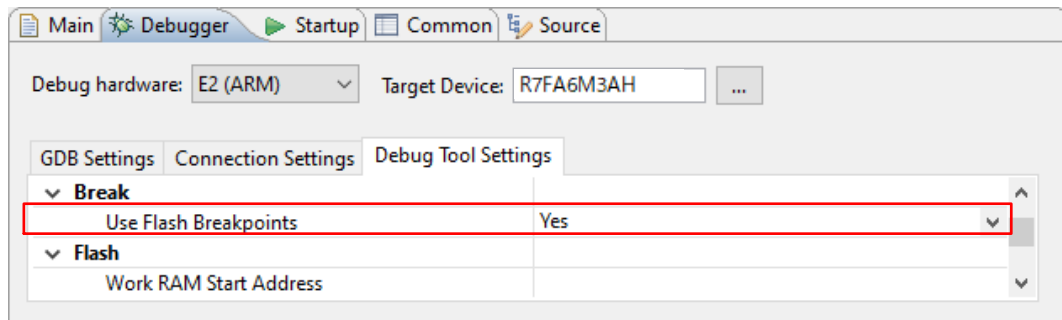 Main Debugger Startup Common Source
Debug hardware: E2 (ARM) Target Device: R7FA6M3AH ...
GDB Settings Connection Settings Debug Tool Settings
Break
Use Flash Breakpoints Yes
Flash
Work RAM Start Address